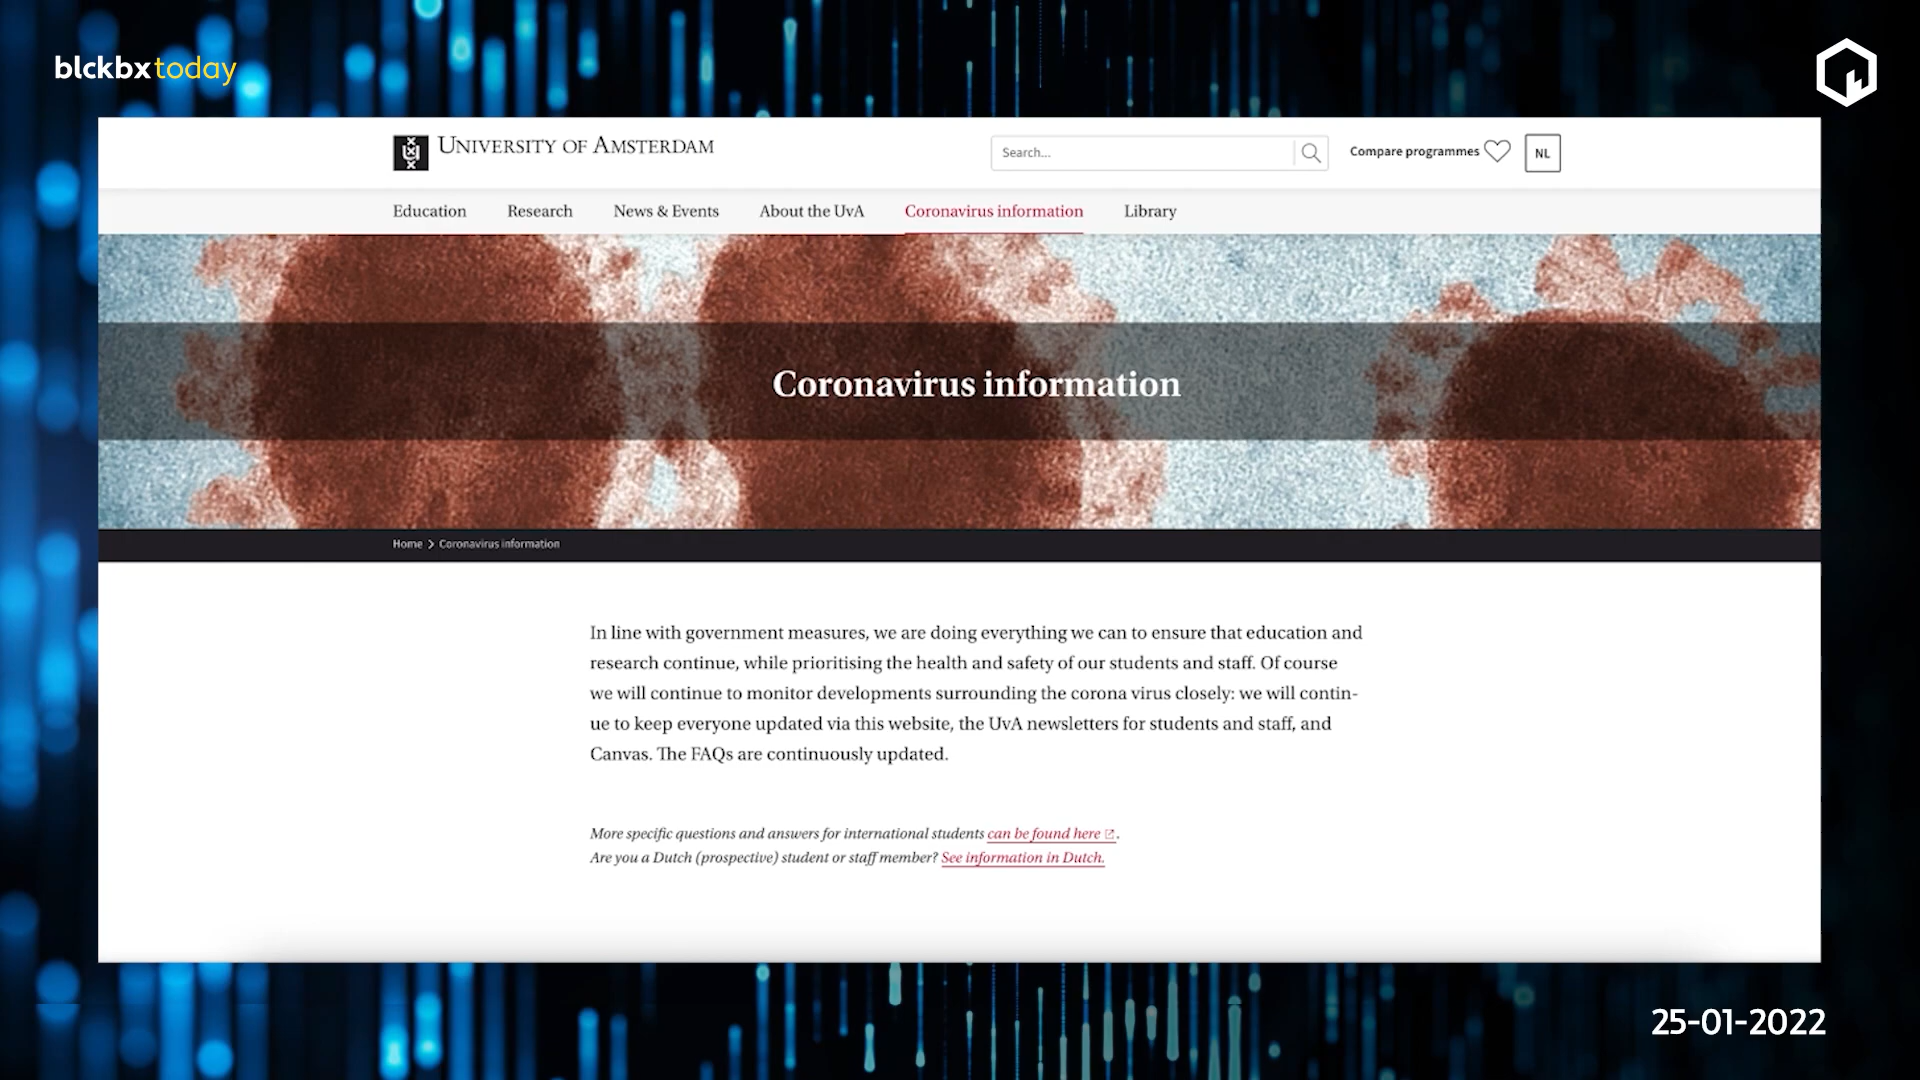 blckbxtoday
UNIVERSITY OF AMSTERDAM
Search...
Compare programmes
NL
Education
Research
News & Events
About the UvA
Coronavirus information
Library
Coronavirus information
Home > Coronavirus information
In line with government measures, we are doing everything we can to ensure that education and
research continue, while prioritising the health and safety of our students and staff. Of course
we will continue to monitor developments surrounding the corona virus closely: we will contin-
ue to keep everyone updated via this website, the UvA newsletters for students and staff, and
Canvas. The FAQs are continuously updated.
More specific questions and answers for international students can be found here.
Are you a Dutch (prospective) student or staff member? See information in Dutch.
25-01-2022